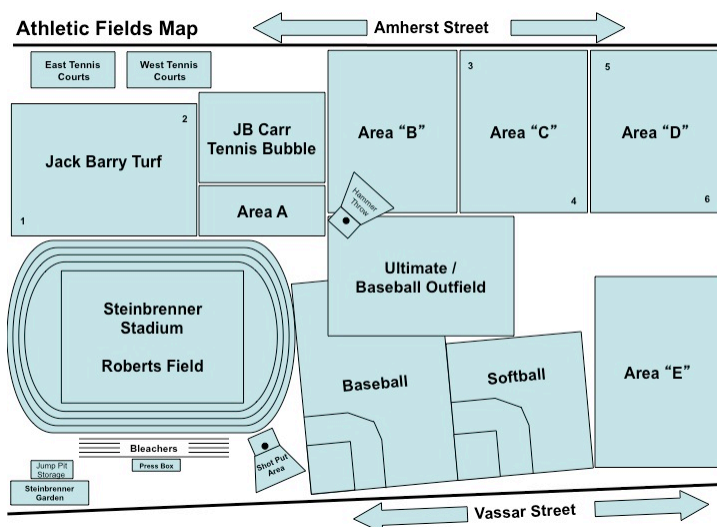 Athletic Fields Map
Amherst Street
East Tennis
Courts
West Tennis
Courts
3
5
2
JB Carr
Tennis Bubble
Area “B”
Area “C”
Area “D”
Jack Barry Turf
Hammer
Throw
4
6
1
Area A
Ultimate /
Baseball Outfield
Steinbrenner
Stadium
Roberts Field
Baseball
Softball
Area “E”
Bleachers
Press Box
Shot Put
Area
Jump Pit
Storage
Steinbrenner
Garden
Vassar Street